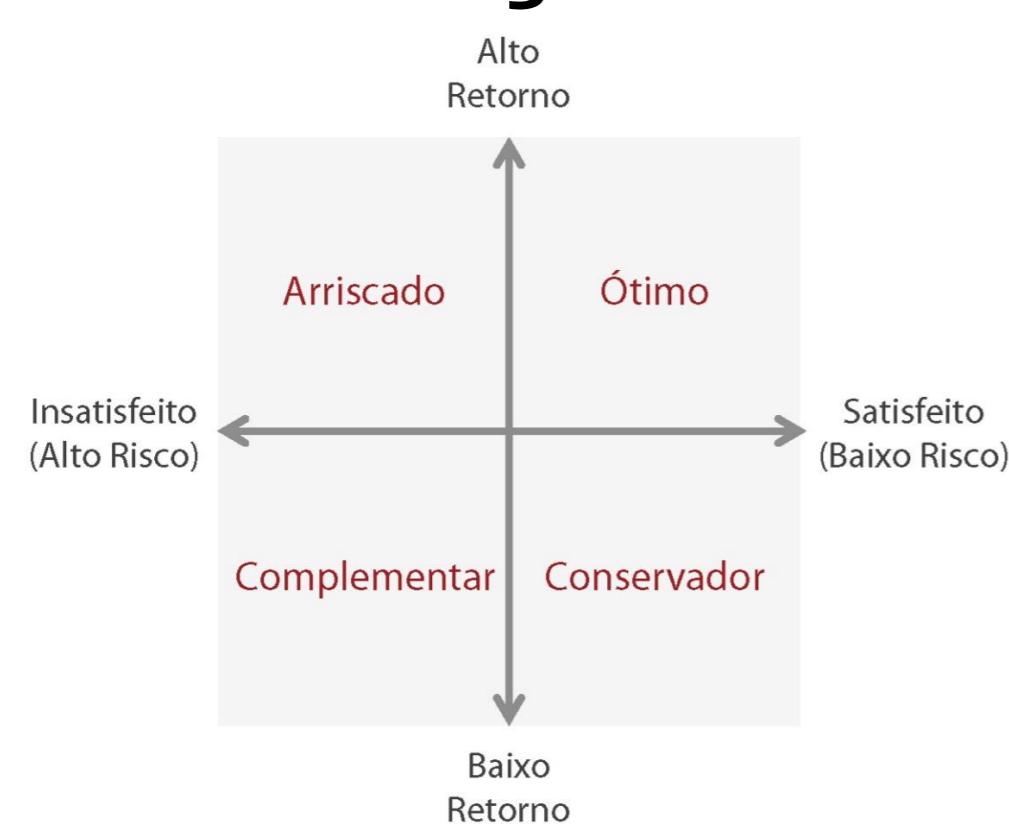 Alto
Retorno
Arriscado
Ótimo
Insatisfeito
(Alto Risco)
Satisfeito
(Baixo Risco)
Complementar
Conservador
Baixo
Retorno